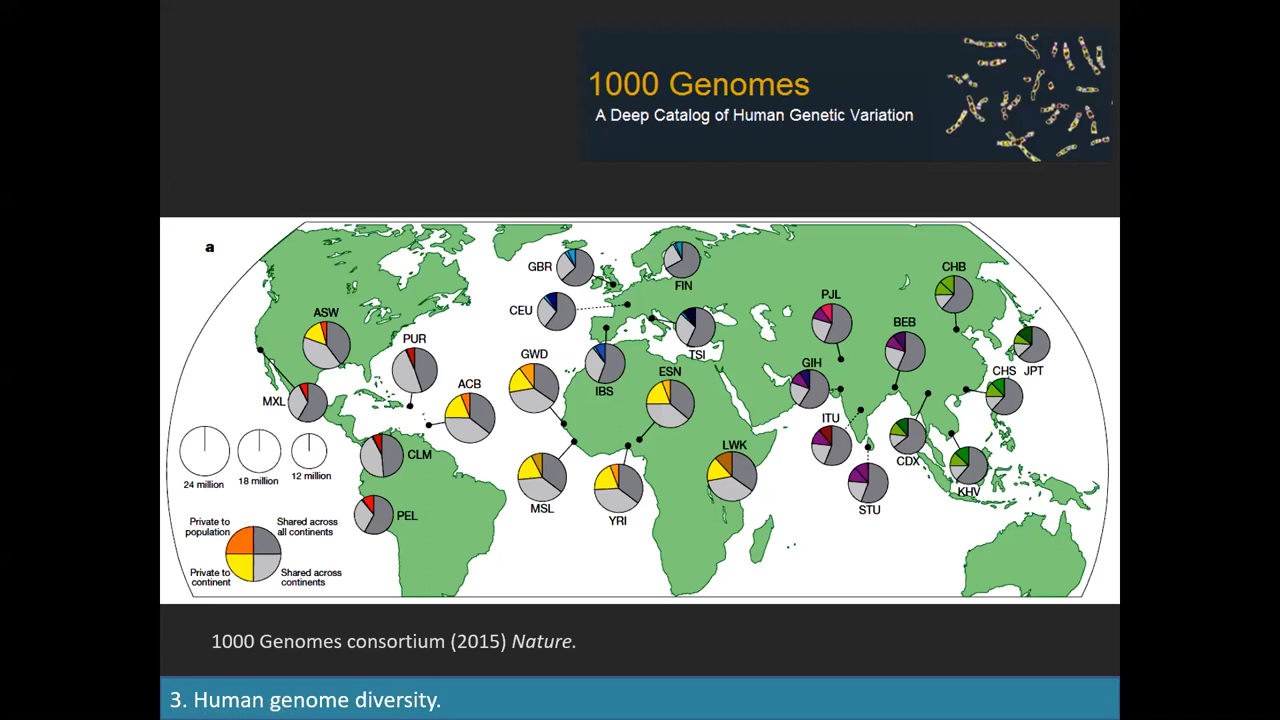 1000 Genomes
A Deep Catalog of Human Genetic Variation
a
GBR
FIN
CHB
CEU
PJL
ASW
BEB
PUR
TSI
GWD
ESN
GIH
CHS
JPT
ACB
IBS
MXL
ITU
LWK
CLM
CDX
24 million
18 million
12 million
KHV
MSL
STU
PEL
YRI
Private to
population
Shared across
all continents
Private to
continent
Shared across
continents
1000 Genomes consortium (2015) Nature.
3. Human genome diversity.